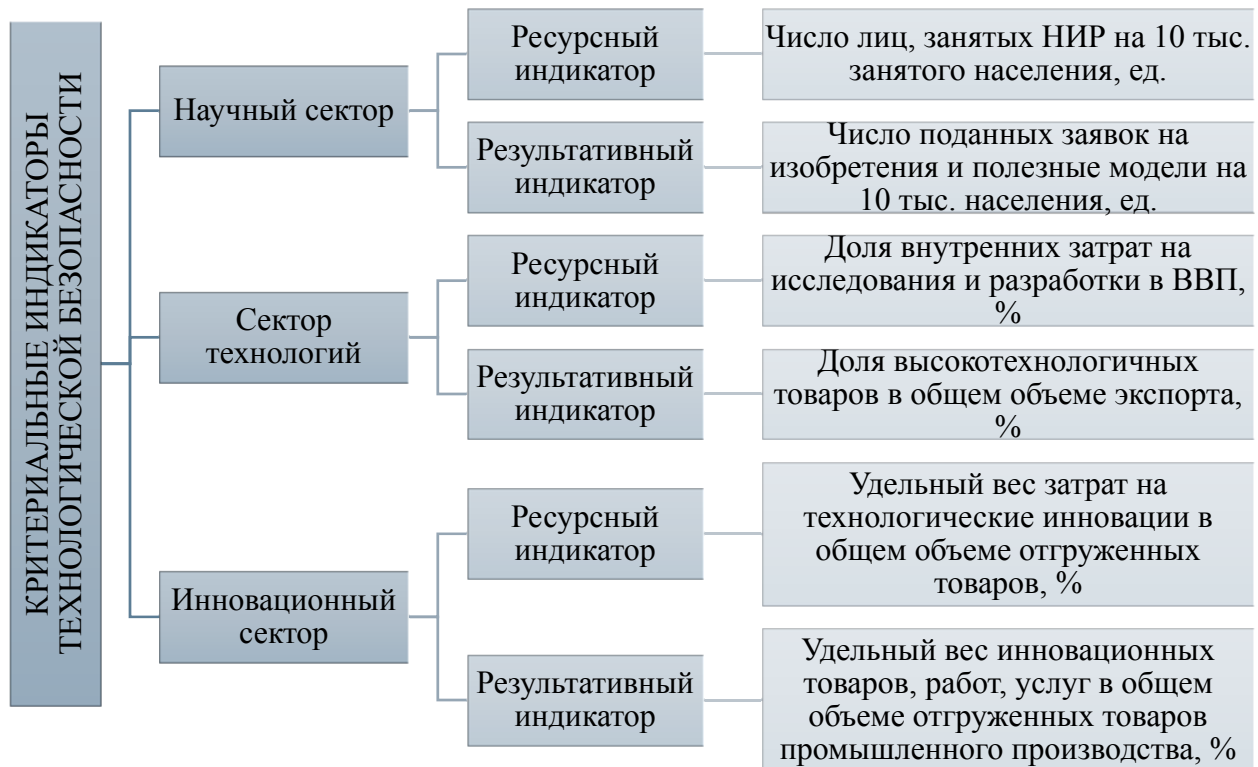 КРИТЕРИАЛЬНЫЕ ИНДИКАТОРЫ
ТЕХНОЛОГИЧЕСКОЙ БЕЗОПАСНОСТИ
Научный сектор
Ресурсный
индикатор
Число лиц, занятых НИР на 10 тыс.
занятого населения, ед.
Результативный
индикатор
Число поданных заявок на
изобретения и полезные модели на
10 тыс. населения, ед.
Сектор
технологий
Ресурсный
индикатор
Доля внутренних затрат на
исследования и разработки в ВВП,
%
Результативный
индикатор
Доля высокотехнологичных
товаров в общем объеме экспорта,
%
Инновационный
сектор
Ресурсный
индикатор
Удельный вес затрат на
технологические инновации в
общем объеме отгруженных
товаров, %
Результативный
индикатор
Удельный вес инновационных
товаров, работ, услуг в общем
объеме отгруженных товаров
промышленного производства, %